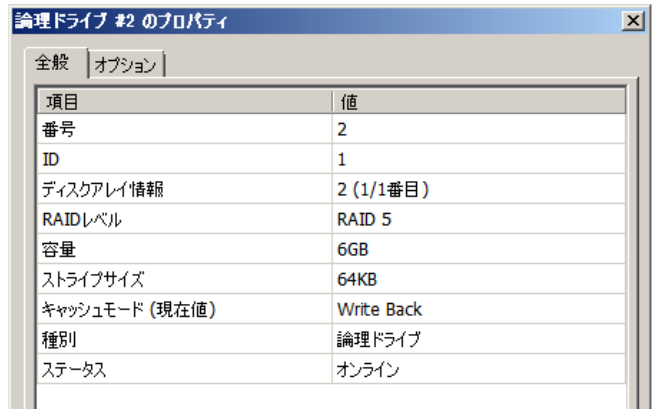 論理ドライブ #2 のプロパティ
全般 オプション
項目 値
番号 2
ID 1
ディスクアレイ情報 2 (1/1番目)
RAIDレベル RAID 5
容量 6GB
ストライプサイズ 64KB
キャッシュモード (現在値) Write Back
種別 論理ドライブ
ステータス オンライン